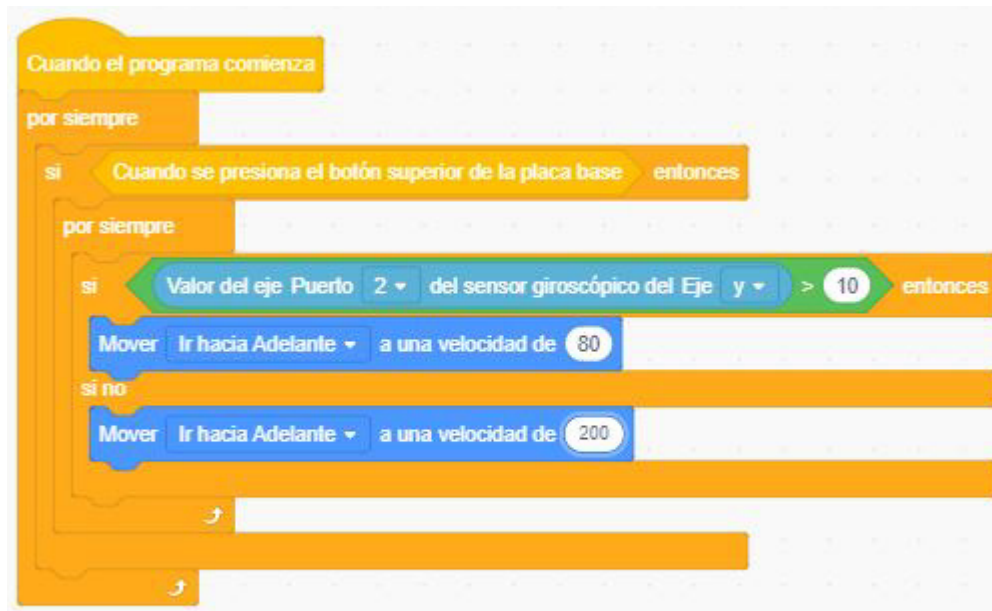 Cuando el programa comienza
por siempre
si Cuando se presiona el botón superior de la placa base entonces
por siempre
si Valor del eje Puerto 2 del sensor giroscópico del Eje y > 10 entonces
Mover Ir hacia Adelante a una velocidad de 80
si no
Mover Ir hacia Adelante a una velocidad de 200